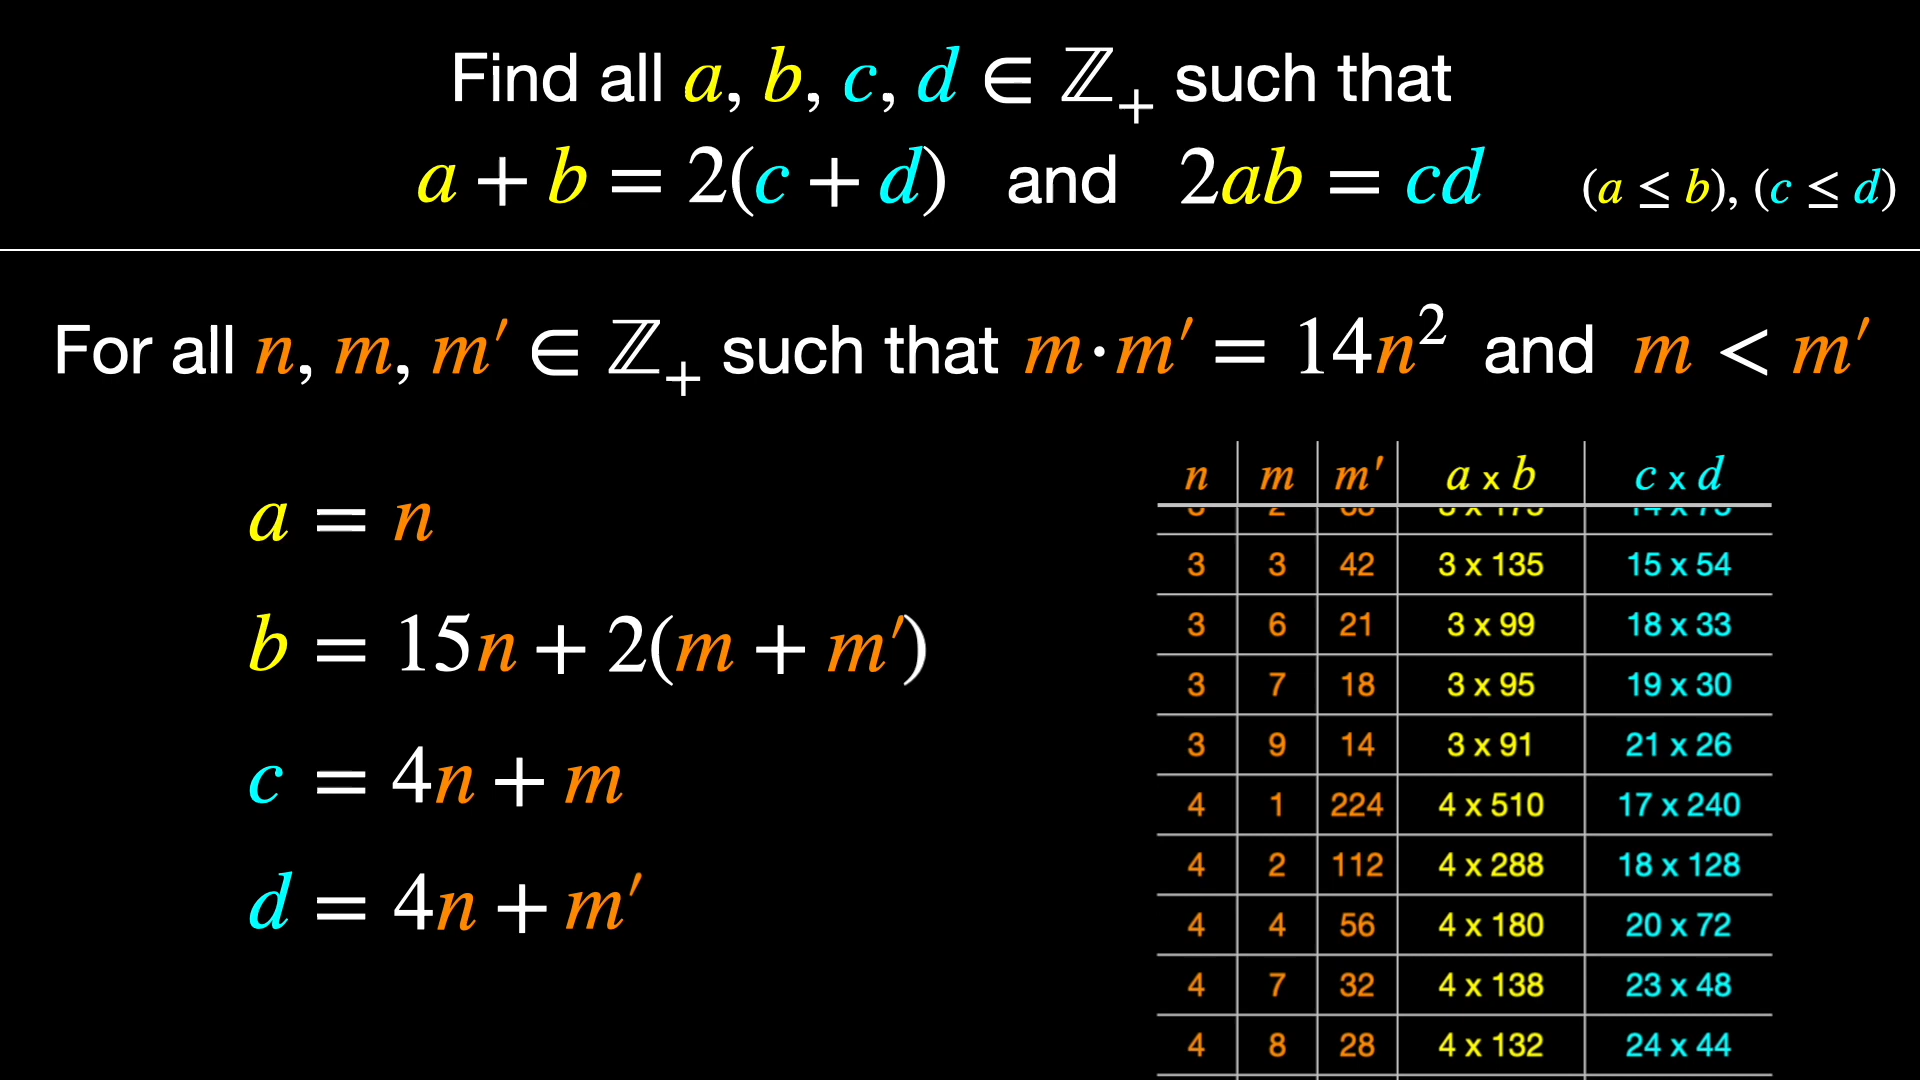 Find all a, b, c, d ∈ ℤ₊ such that
a + b = 2(c + d) and 2ab = cd (a ≤ b), (c ≤ d)
For all n, m, m′ ∈ ℤ₊ such that m·m′ = 14n² and m < m′
a = n
b = 15n + 2(m + m′)
c = 4n + m
d = 4n + m′
n m m′ a x b c x d
3 3 42 3 x 135 15 x 54
3 6 21 3 x 99 18 x 33
3 7 18 3 x 95 19 x 30
3 9 14 3 x 91 21 x 26
4 1 224 4 x 510 17 x 240
4 2 112 4 x 288 18 x 128
4 4 56 4 x 180 20 x 72
4 7 32 4 x 138 23 x 48
4 8 28 4 x 132 24 x 44